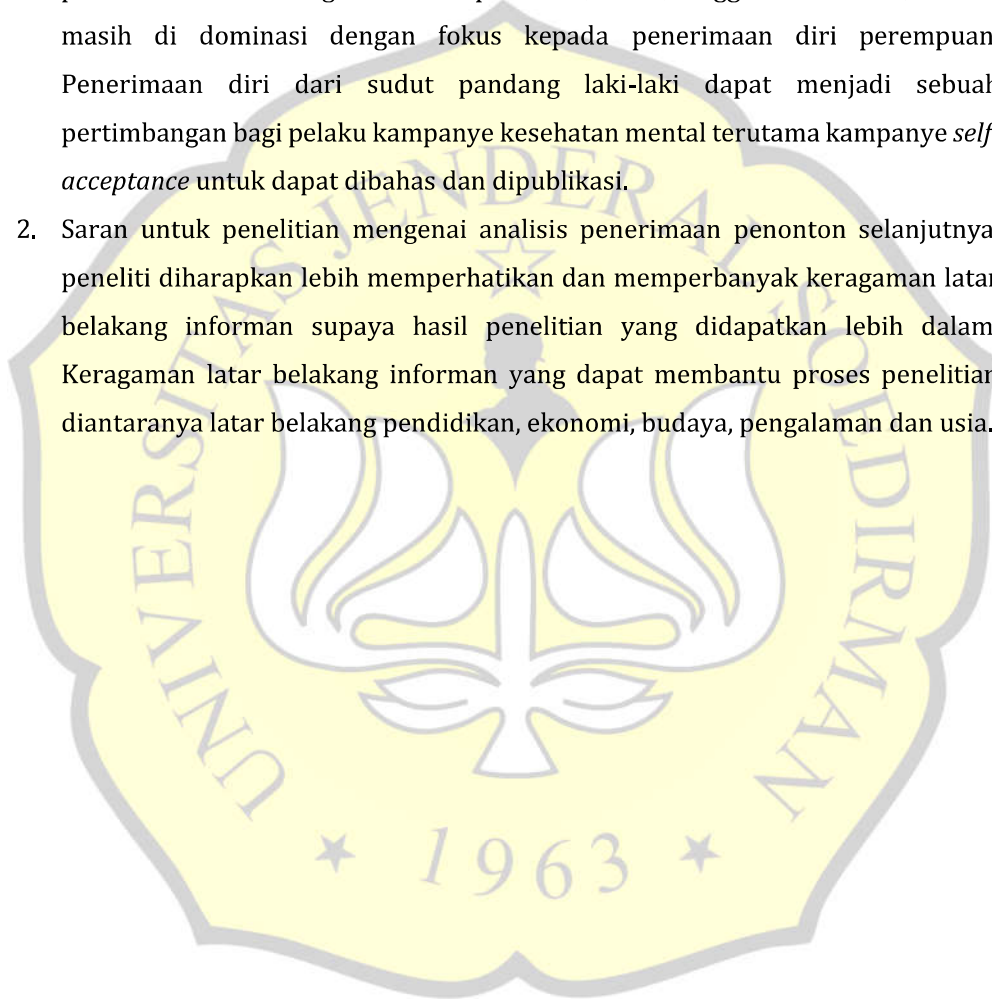 masih di dominasi dengan fokus kepada penerimaan diri perempuan
Penerimaan diri dari sudut pandang laki-laki dapat menjadi sebuah
pertimbangan bagi pelaku kampanye kesehatan mental terutama kampanye self
acceptance untuk dapat dibahas dan dipublikasi.
2. Saran untuk penelitian mengenai analisis penerimaan penonton selanjutnya
peneliti diharapkan lebih memperhatikan dan memperbanyak keragaman latar
belakang informan supaya hasil penelitian yang didapatkan lebih dalam
Keragaman latar belakang informan yang dapat membantu proses penelitian
diantaranya latar belakang pendidikan, ekonomi, budaya, pengalaman dan usia.
UNIVERSITAS JENDERAL SOEDIRMAN
1963